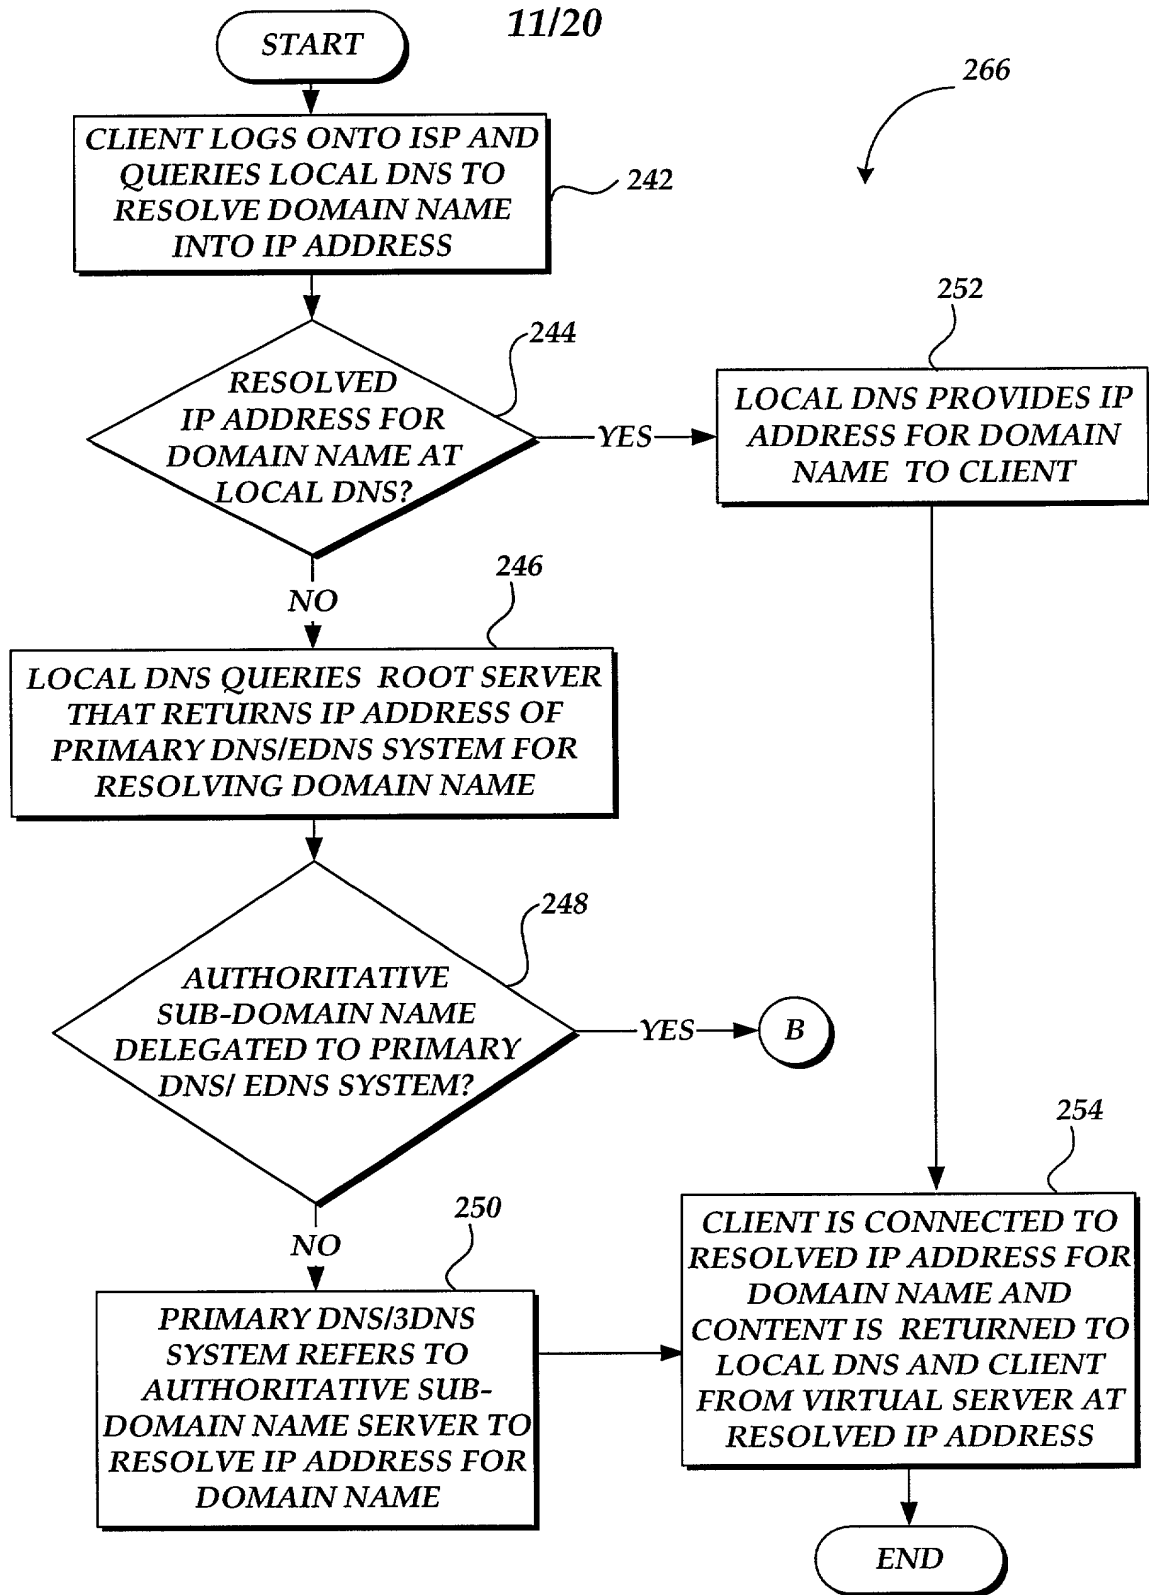 11/20
START
266
CLIENT LOGS ONTO ISP AND
QUERIES LOCAL DNS TO
RESOLVE DOMAIN NAME
INTO IP ADDRESS
242
252
244
RESOLVED
IP ADDRESS FOR
DOMAIN NAME AT
LOCAL DNS?
YES
LOCAL DNS PROVIDES IP
ADDRESS FOR DOMAIN
NAME TO CLIENT
NO
246
LOCAL DNS QUERIES ROOT SERVER
THAT RETURNS IP ADDRESS OF
PRIMARY DNS/EDNS SYSTEM FOR
RESOLVING DOMAIN NAME
248
AUTHORITATIVE
SUB-DOMAIN NAME
DELEGATED TO PRIMARY
DNS/ EDNS SYSTEM?
YES
B
NO
250
254
PRIMARY DNS/3DNS
SYSTEM REFERS TO
AUTHORITATIVE SUB-
DOMAIN NAME SERVER TO
RESOLVE IP ADDRESS FOR
DOMAIN NAME
CLIENT IS CONNECTED TO
RESOLVED IP ADDRESS FOR
DOMAIN NAME AND
CONTENT IS RETURNED TO
LOCAL DNS AND CLIENT
FROM VIRTUAL SERVER AT
RESOLVED IP ADDRESS
END